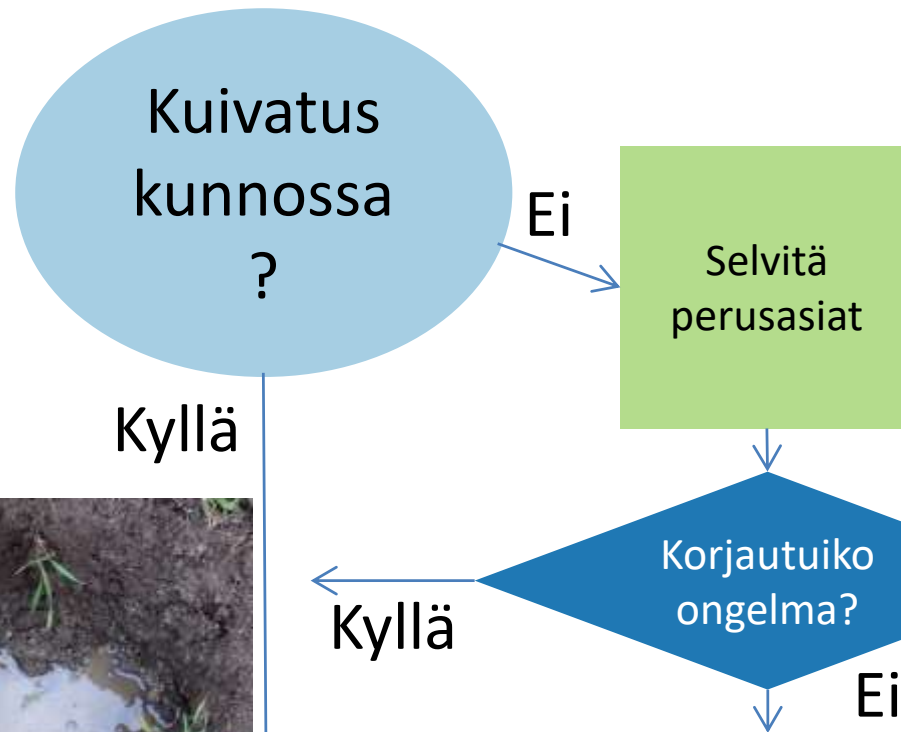 Kuivatus
kunnossa
?
Ei
Selvitä
perusasiat
Kyllä
Korjautuiko
ongelma?
Kyllä
Ei